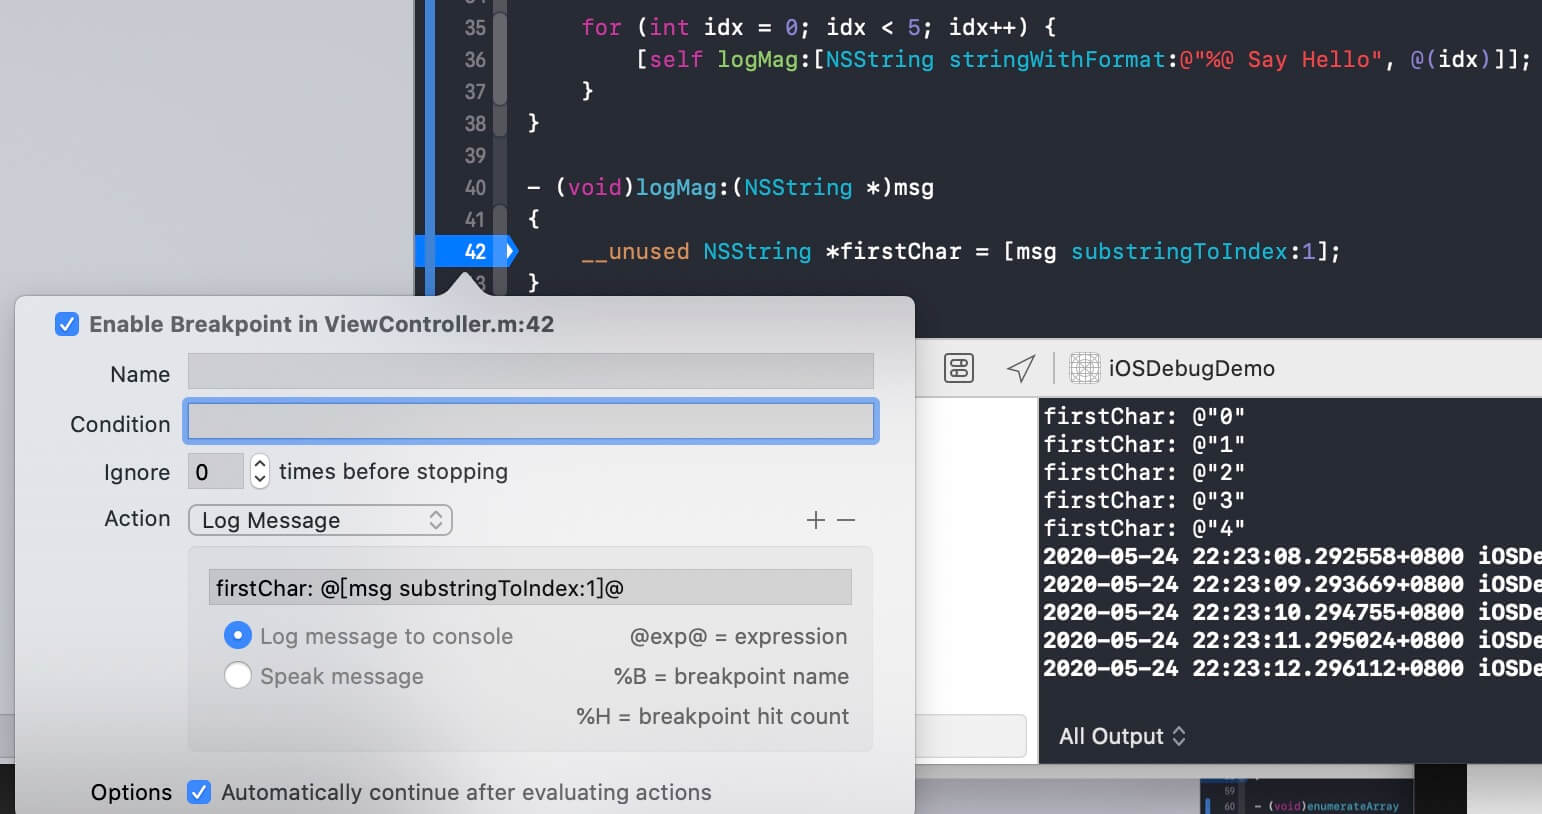 35 for (int idx = 0; idx < 5; idx++) {
36 [self logMag:[NSString stringWithFormat:@"%@ Say Hello", @(idx)]];
37 }
38 }
39
40 - (void)logMag:(NSString *)msg
41 {
42 __unused NSString *firstChar = [msg substringToIndex:1];
}
Enable Breakpoint in ViewController.m:42
Name
Condition
Ignore 0 times before stopping
Action Log Message
firstChar: @[msg substringToIndex:1]@
Log message to console @exp@ = expression
Speak message %B = breakpoint name
%H = breakpoint hit count
Options Automatically continue after evaluating actions
iOSDebugDemo
firstChar: @"0"
firstChar: @"1"
firstChar: @"2"
firstChar: @"3"
firstChar: @"4"
2020-05-24 22:23:08.292558+0800 iOSDe
2020-05-24 22:23:09.293669+0800 iOSDe
2020-05-24 22:23:10.294755+0800 iOSDe
2020-05-24 22:23:11.295024+0800 iOSDe
2020-05-24 22:23:12.296112+0800 iOSDe
All Output
59
60 - (void)enumerateArray